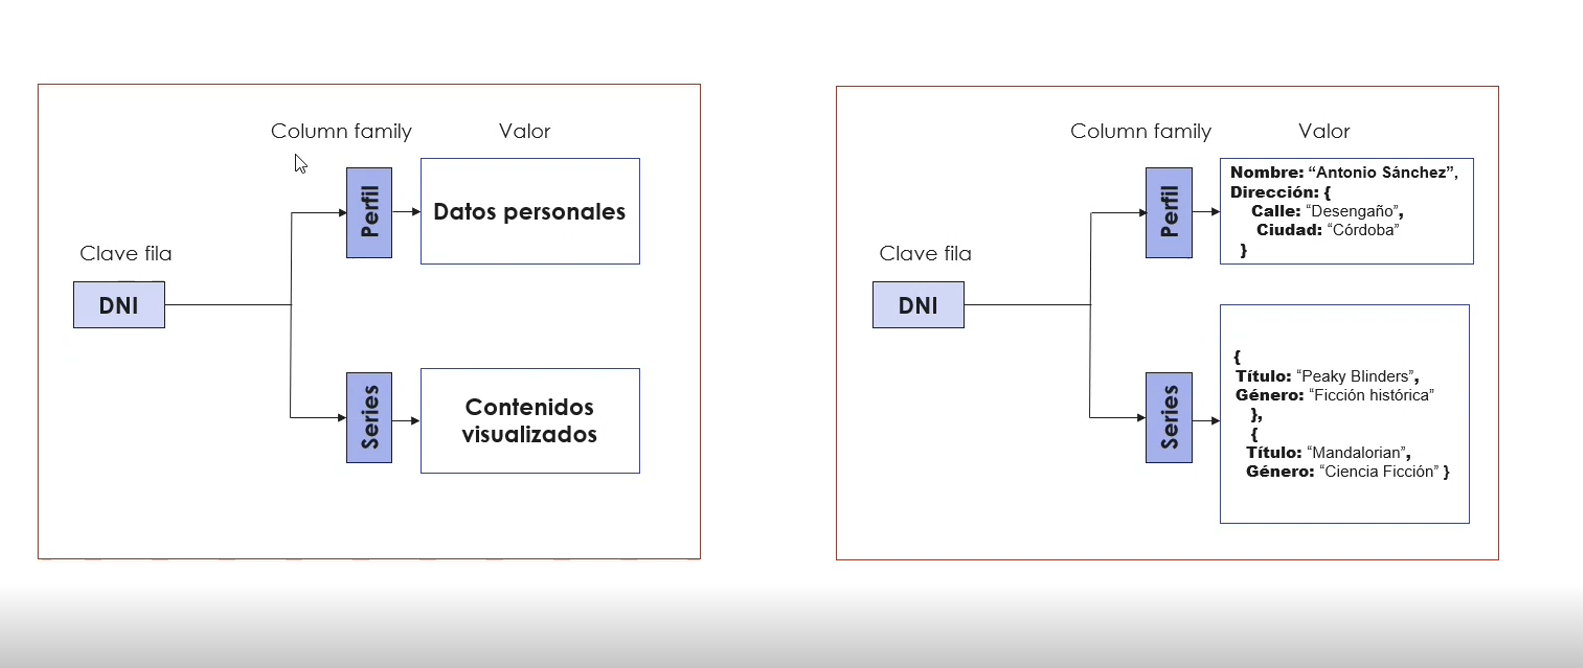 Column family
Valor
Perfil
Datos personales
Clave fila
DNI
Series
Contenidos
visualizados
Column family
Valor
Perfil
Nombre: “Antonio Sánchez”,
Dirección: {
Calle: “Desengaño”,
Ciudad: “Córdoba”
}
Clave fila
DNI
Series
{
Título: “Peaky Blinders”,
Género: “Ficción histórica”
},
{
Título: “Mandalorian”,
Género: “Ciencia Ficción” }